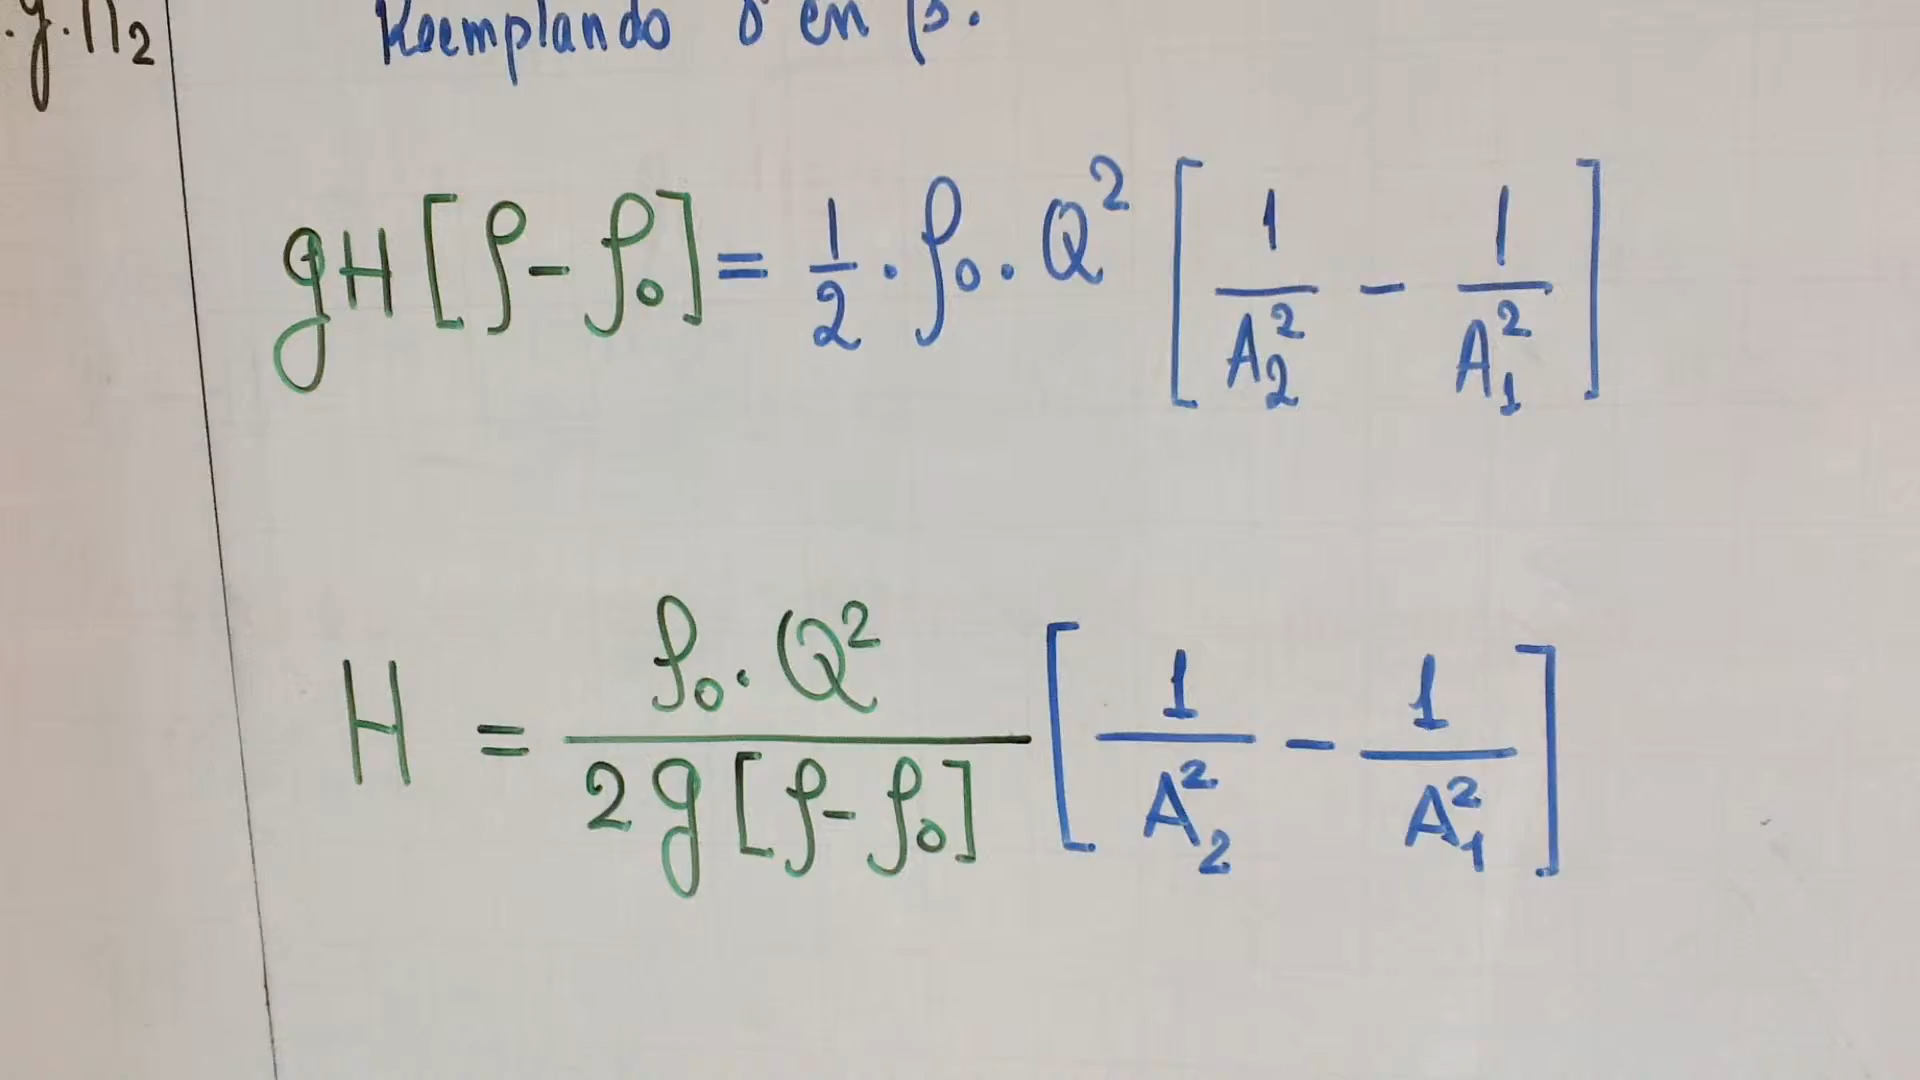 .g.H₂
Reemplando δ en β.
gH[ρ-ρ₀] = 1/2 · ρ₀ · Q² [1/A₂² - 1/A₁²]
H = ρ₀·Q² / 2g[ρ-ρ₀] [1/A₂² - 1/A₁²]